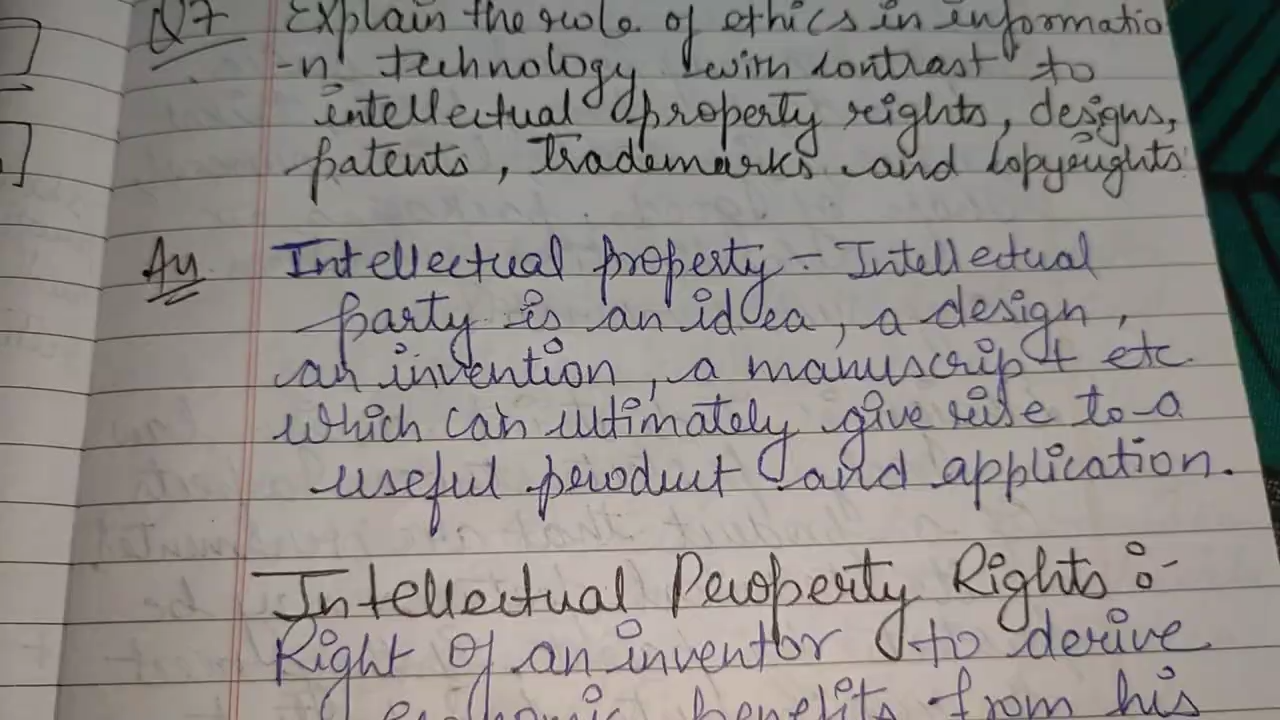 Q7 Explain the role of ethics in informatio
-n technology with contrast to
intellectual property rights, designs,
patents, trademarks and copyrights.
Intellectual property - Intellectual
party is an idea, a design,
an invention, a manuscript etc
which can ultimately give rise to a
useful product and application.
Intellectual Property Rights :-
Right of an inventor to derive
economic benefits from his